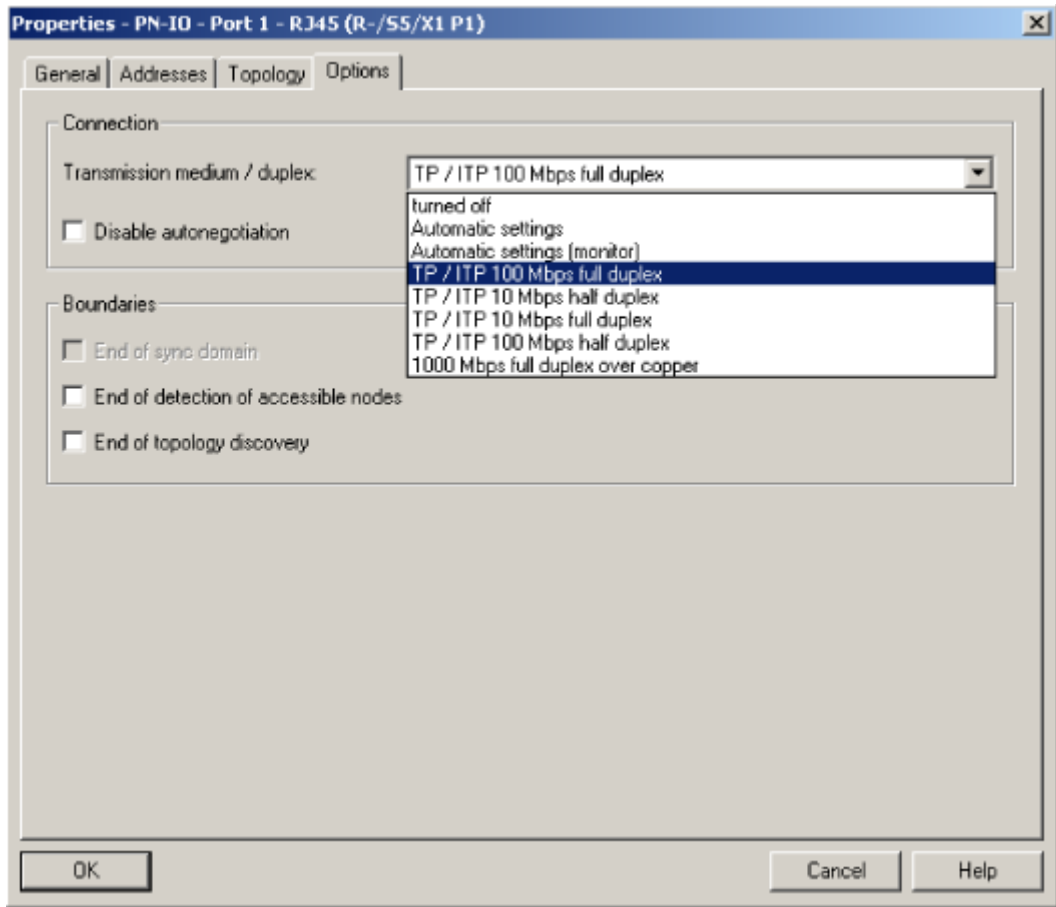 Properties - PN-IO - Port 1 - RJ45 (R-/S5/X1 P1)
General Addresses Topology Options
Connection
Transmission medium / duplex: TP / ITP 100 Mbps full duplex
turned off
Automatic settings
Disable autonegotiation
Automatic settings (monitor)
TP / ITP 100 Mbps full duplex
TP / ITP 10 Mbps half duplex
TP / ITP 10 Mbps full duplex
TP / ITP 100 Mbps half duplex
1000 Mbps full duplex over copper
Boundaries
End of sync domain
End of detection of accessible nodes
End of topology discovery
OK Cancel Help